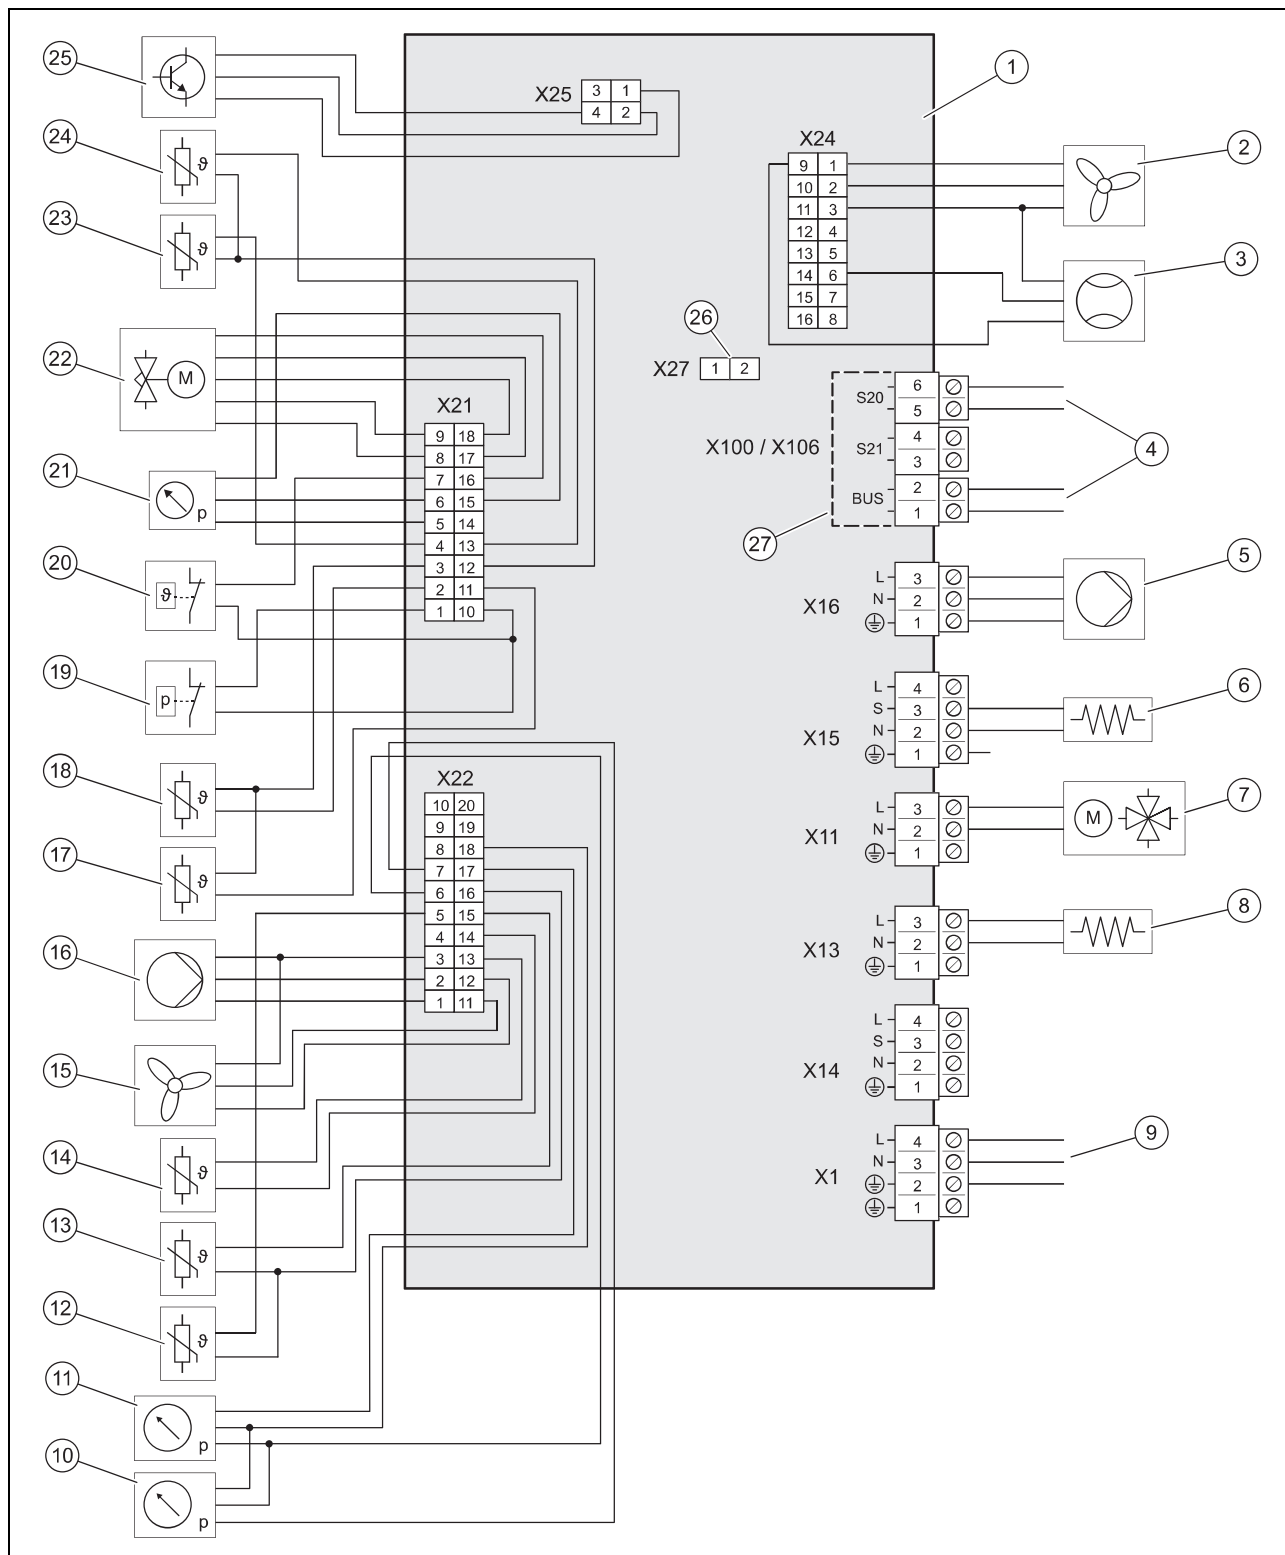 25
24
23
22
21
20
19
18
17
16
15
14
13
12
11
10
ϑ
ϑ
M
p
ϑ
p
ϑ
ϑ
ϑ
ϑ
ϑ
p
p
X25
3 1
4 2
X21
9 18
8 17
7 16
6 15
5 14
4 13
3 12
2 11
1 10
X22
10 20
9 19
8 18
7 17
6 16
5 15
4 14
3 13
2 12
1 11
1
X24
9 1
10 2
11 3
12 4
13 5
14 6
15 7
16 8
2
3
26
X27 1 2
X100 / X106
27
S20
S21
BUS
6
5
4
3
2
1
4
X16
L 3
N 2
1
5
X15
L 4
S 3
N 2
1
6
X11
L 3
N 2
1
M
7
X13
L 3
N 2
1
8
X14
L 4
S 3
N 2
1
X1
L 4
N 3
2
1
9